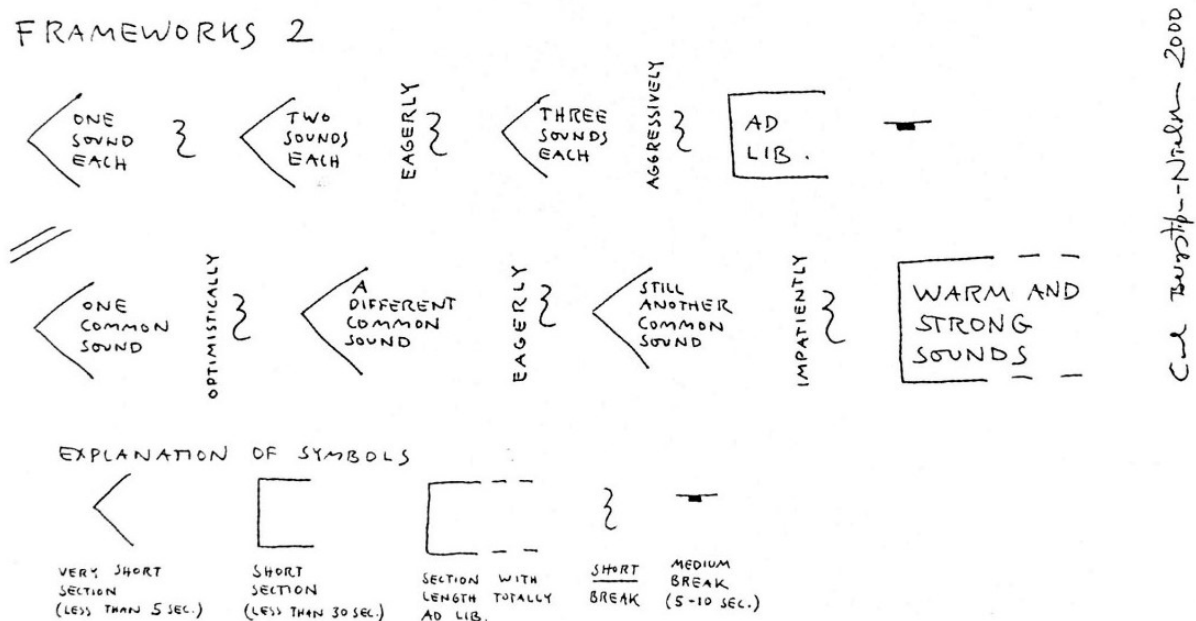 FRAMEWORKS 2
ONE
SOUND
EACH
TWO
SOUNDS
EACH
EAGERLY
THREE
SOUNDS
EACH
AGGRESSIVELY
AD
LIB.
ONE
COMMON
SOUND
OPTIMISTICALLY
A
DIFFERENT
COMMON
SOUND
EAGERLY
STILL
ANOTHER
COMMON
SOUND
IMPATIENTLY
WARM AND
STRONG
SOUNDS
Carl Bergstrøm-Nielsen 2000
EXPLANATION OF SYMBOLS
VERY SHORT
SECTION
(LESS THAN 5 SEC.)
SHORT
SECTION
(LESS THAN 30 SEC.)
SECTION WITH
LENGTH TOTALLY
AD LIB.
SHORT
BREAK
MEDIUM
BREAK
(5-10 SEC.)